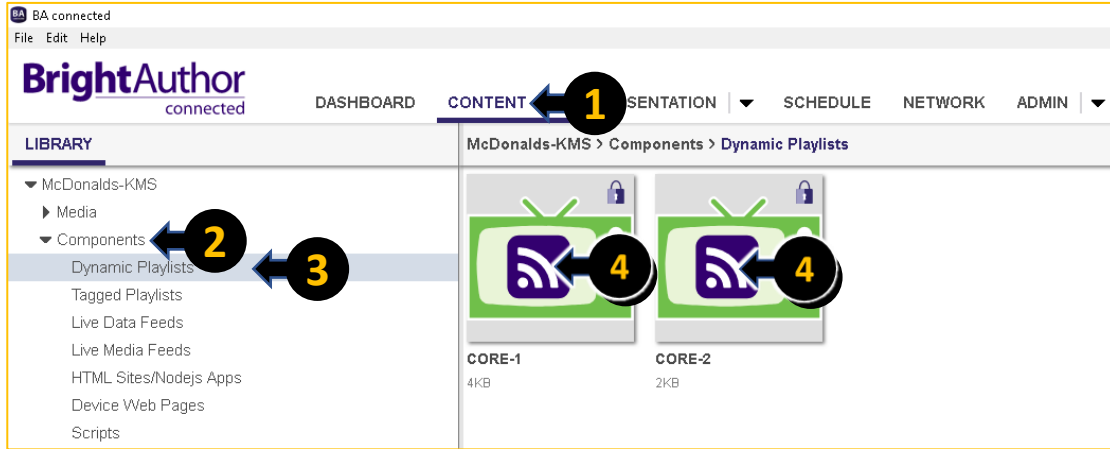 BA connected
File Edit Help
BrightAuthor
connected
DASHBOARD CONTENT 1 SENTATION SCHEDULE NETWORK ADMIN
LIBRARY
McDonalds-KMS > Components > Dynamic Playlists
McDonalds-KMS
Media
Components 2
Dynamic Playlists 3
Tagged Playlists
Live Data Feeds
Live Media Feeds
HTML Sites/Nodejs Apps
Device Web Pages
Scripts
4 4
CORE-1 CORE-2
4KB 2KB